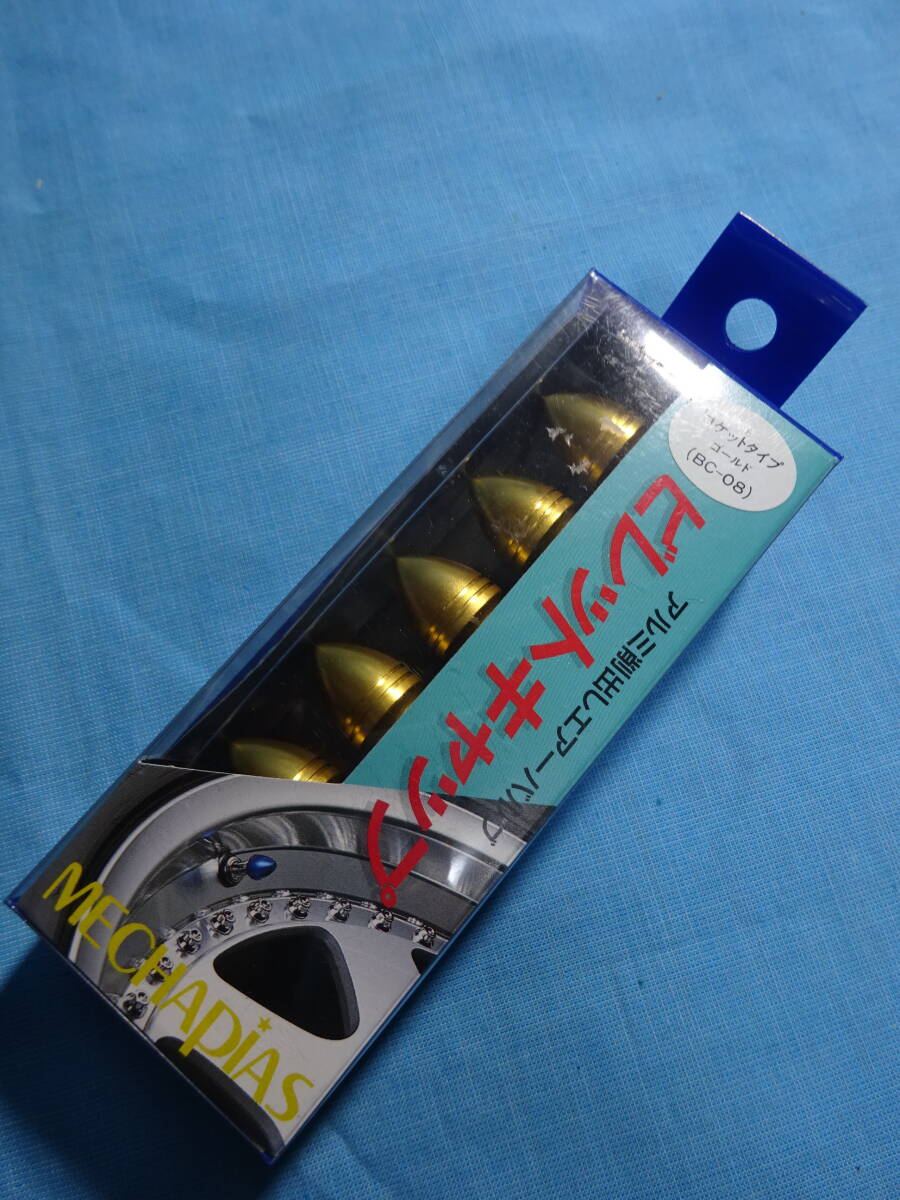 ロケットタイプ
ゴールド
(BC-08)
ビレットキャップ
アルミ削出しエアーバルブ
MECHAPIAS